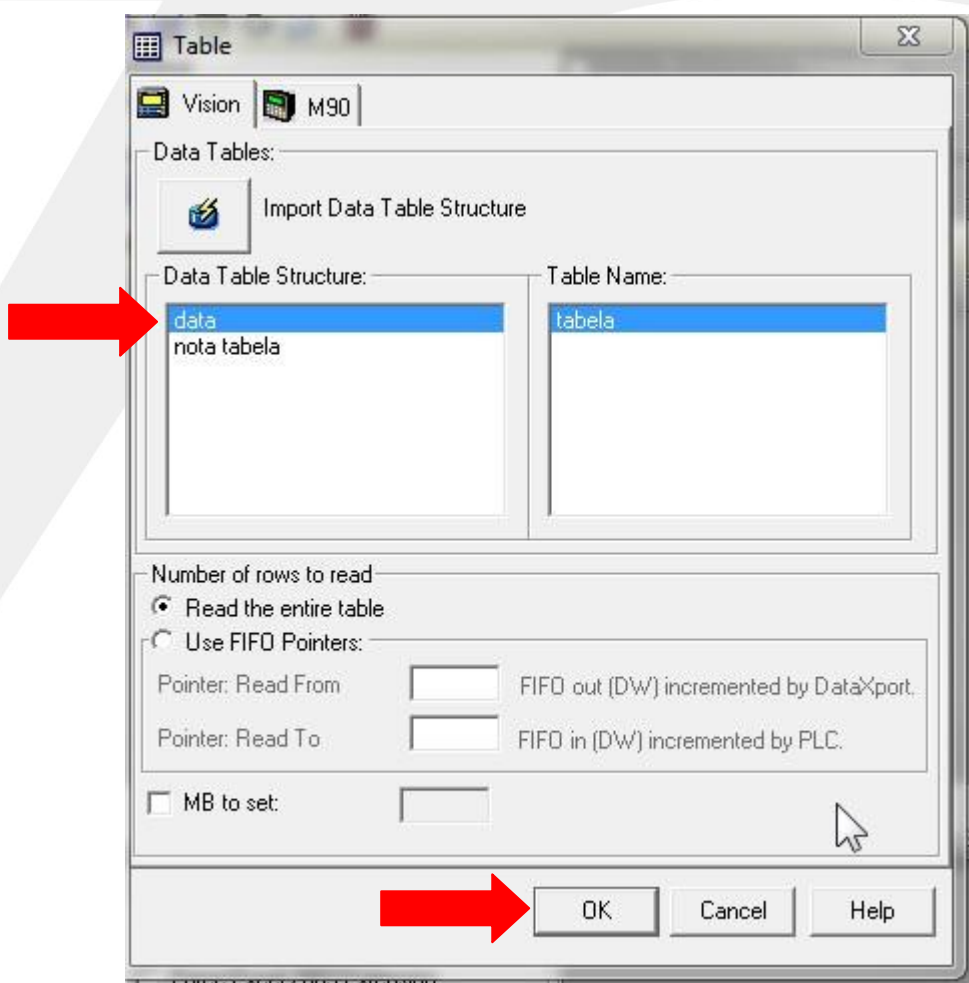 Table
Vision M90
Data Tables:
Import Data Table Structure
Data Table Structure: Table Name:
data tabela
nota tabela
Number of rows to read
Read the entire table
Use FIFO Pointers:
Pointer: Read From FIFO out (DW) incremented by DataXport.
Pointer: Read To FIFO in (DW) incremented by PLC.
MB to set:
OK Cancel Help